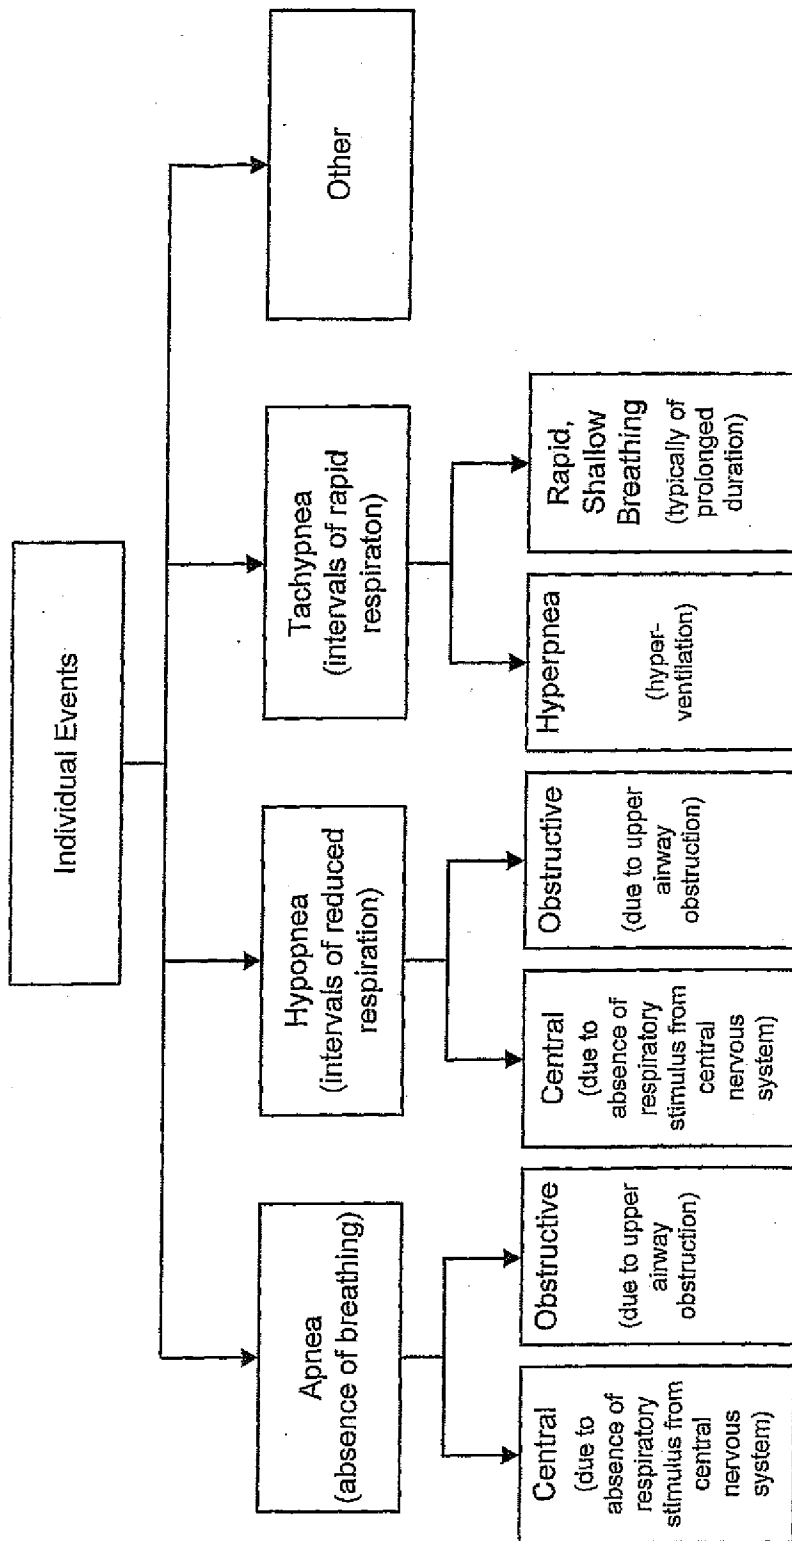 Individual Events
Apnea
(absence of breathing)
Hypopnea
(intervals of reduced
respiration)
Tachypnea
(intervals of rapid
respiraton)
Other
Central
(due to
absence of
respiratory
stimulus from
central
nervous
system)
Obstructive
(due to upper
airway
obstruction)
Central
(due to
absence of
respiratory
stimulus from
central
nervous
system)
Obstructive
(due to upper
airway
obstruction)
Hyperpnea
(hyper-
ventilation)
Rapid,
Shallow
Breathing
(typically of
prolonged
duration)